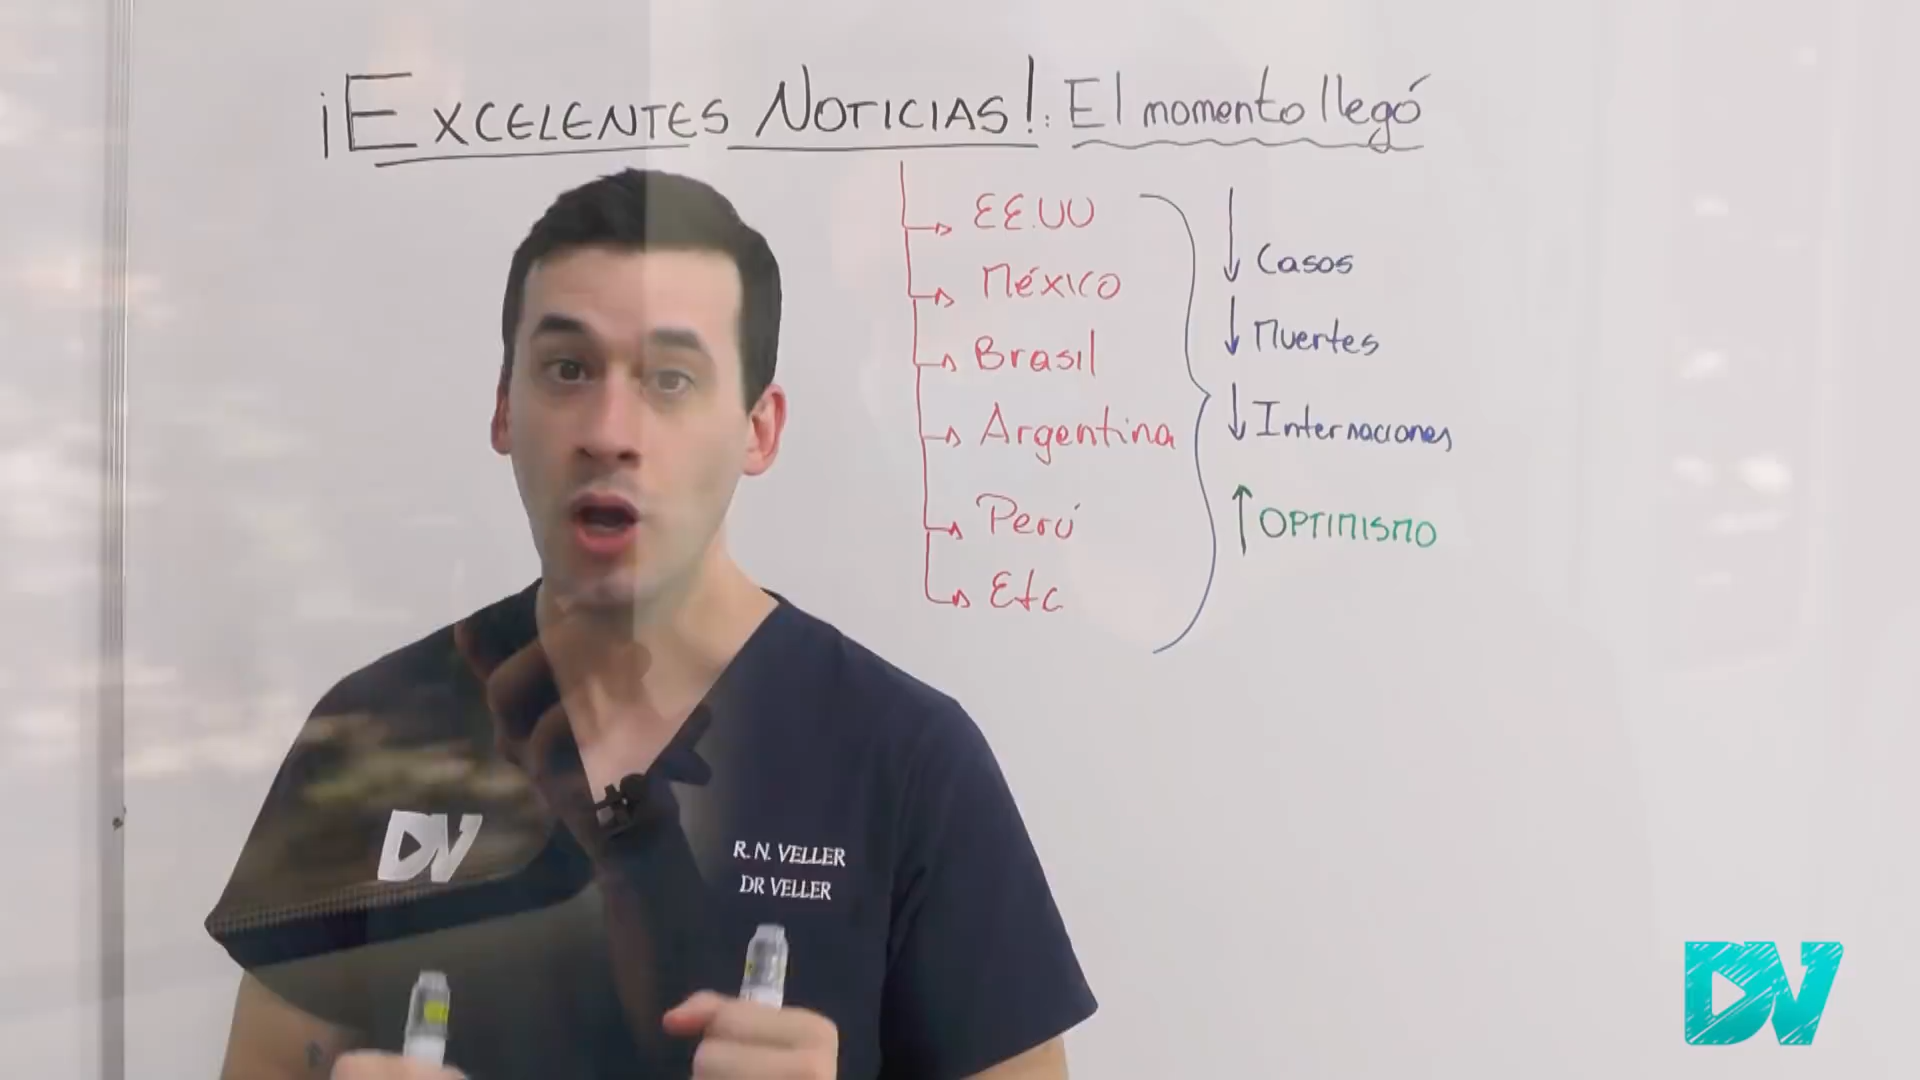 ¡EXCELENTES NOTICIAS!: El momento llegó
EE.UU
México
Brasil
Argentina
Perú
Etc
↓ Casos
↓ Muertes
↓ Internaciones
↑ OPTIMISMO
DV
R. N. VELLER
DR VELLER
DV